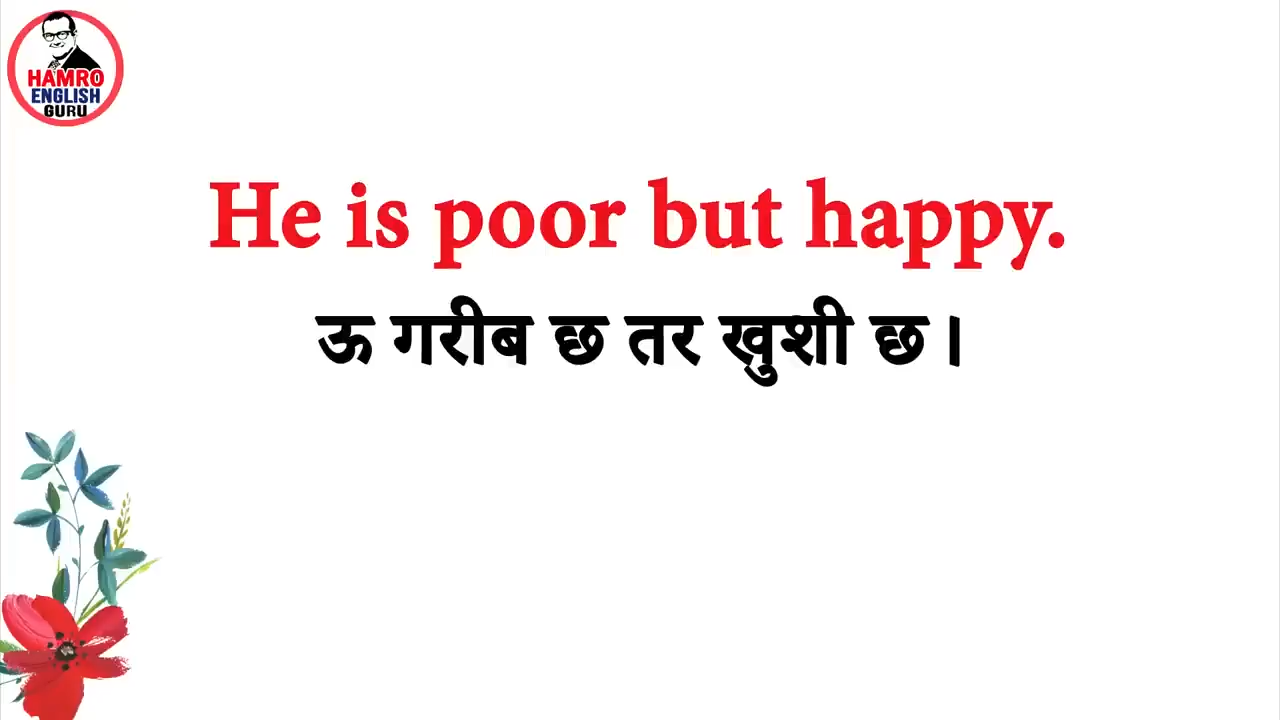 HAMRO
ENGLISH
GURU
He is poor but happy.
ऊ गरीब छ तर खुशी छ।